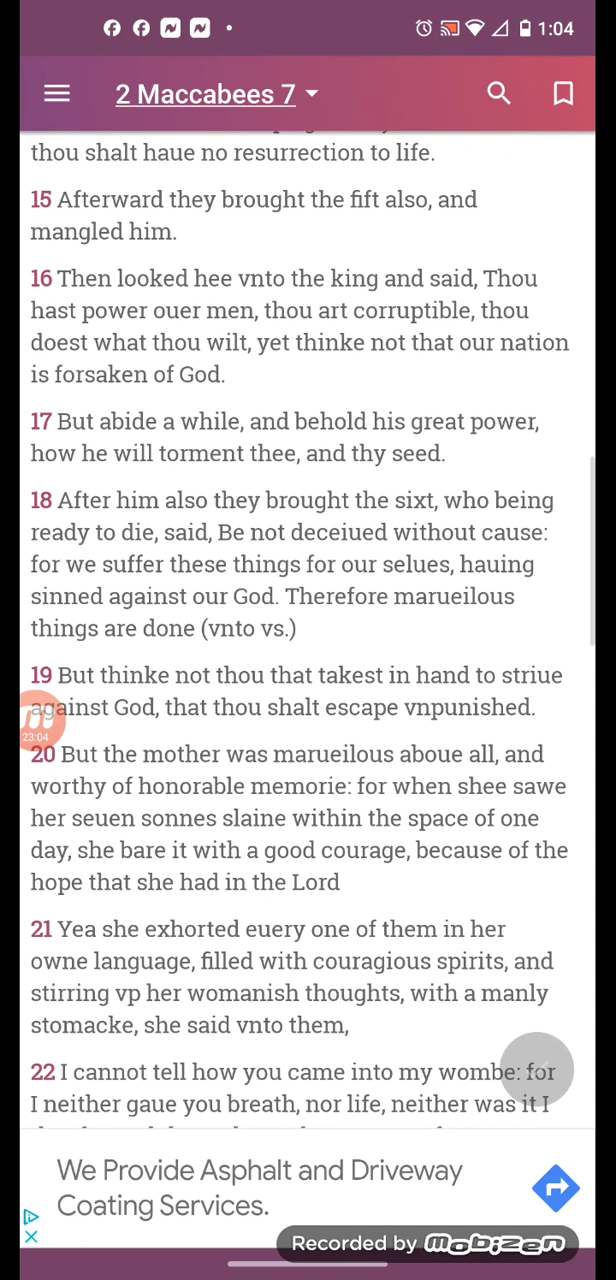 1:04
2 Maccabees 7
thou shalt haue no resurrection to life.
15 Afterward they brought the fift also, and
mangled him.
16 Then looked hee vnto the king and said, Thou
hast power ouer men, thou art corruptible, thou
doest what thou wilt, yet thinke not that our nation
is forsaken of God.
17 But abide a while, and behold his great power,
how he will torment thee, and thy seed.
18 After him also they brought the sixt, who being
ready to die, said, Be not deceiued without cause:
for we suffer these things for our selues, hauing
sinned against our God. Therefore marueilous
things are done (vnto vs.)
19 But thinke not thou that takest in hand to striue
against God, that thou shalt escape vnpunished.
23:04
20 But the mother was marueilous aboue all, and
worthy of honorable memorie: for when shee sawe
her seuen sonnes slaine within the space of one
day, she bare it with a good courage, because of the
hope that she had in the Lord
21 Yea she exhorted euery one of them in her
owne language, filled with couragious spirits, and
stirring vp her womanish thoughts, with a manly
stomacke, she said vnto them,
22 I cannot tell how you came into my wombe: for
I neither gaue you breath, nor life, neither was it I
We Provide Asphalt and Driveway
Coating Services.
Recorded by mobizen